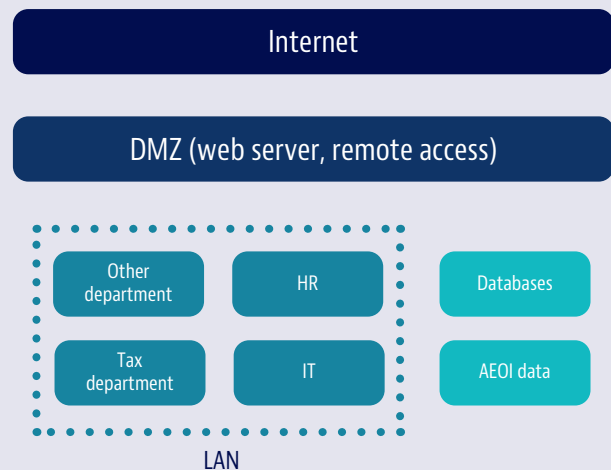 Internet
DMZ (web server, remote access)
Other
department
HR
Databases
Tax
department
IT
AEOI data
LAN